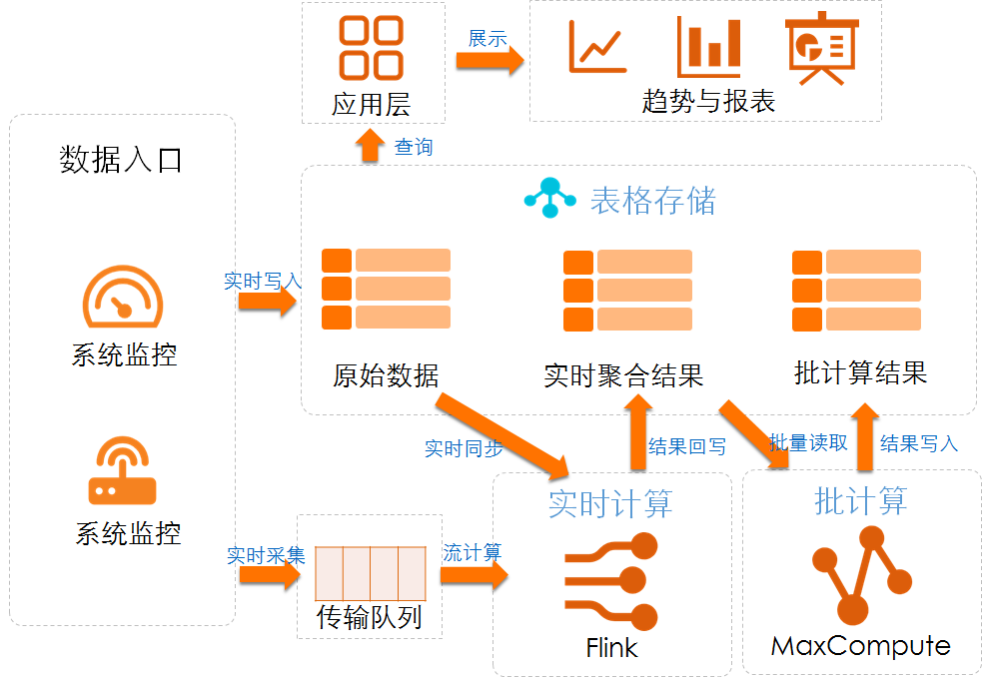 应用层
展示
趋势与报表
查询
数据入口
系统监控
系统监控
实时写入
表格存储
原始数据
实时聚合结果
批计算结果
实时同步
结果回写
批量读取
结果写入
实时采集
传输队列
流计算
实时计算
Flink
批计算
MaxCompute